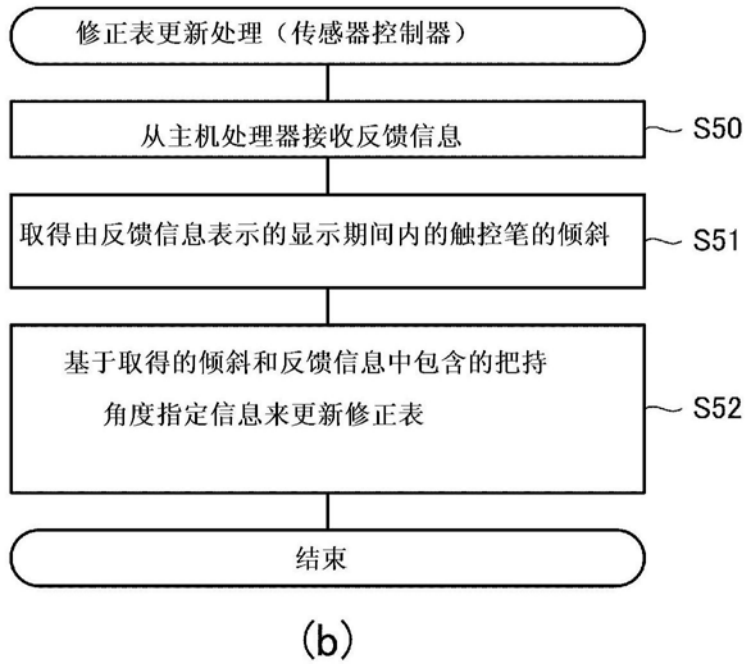 修正表更新处理（传感器控制器）
从主机处理器接收反馈信息
S50
取得由反馈信息表示的显示期间内的触控笔的倾斜
S51
基于取得的倾斜和反馈信息中包含的把持
角度指定信息来更新修正表
S52
结束
(b)